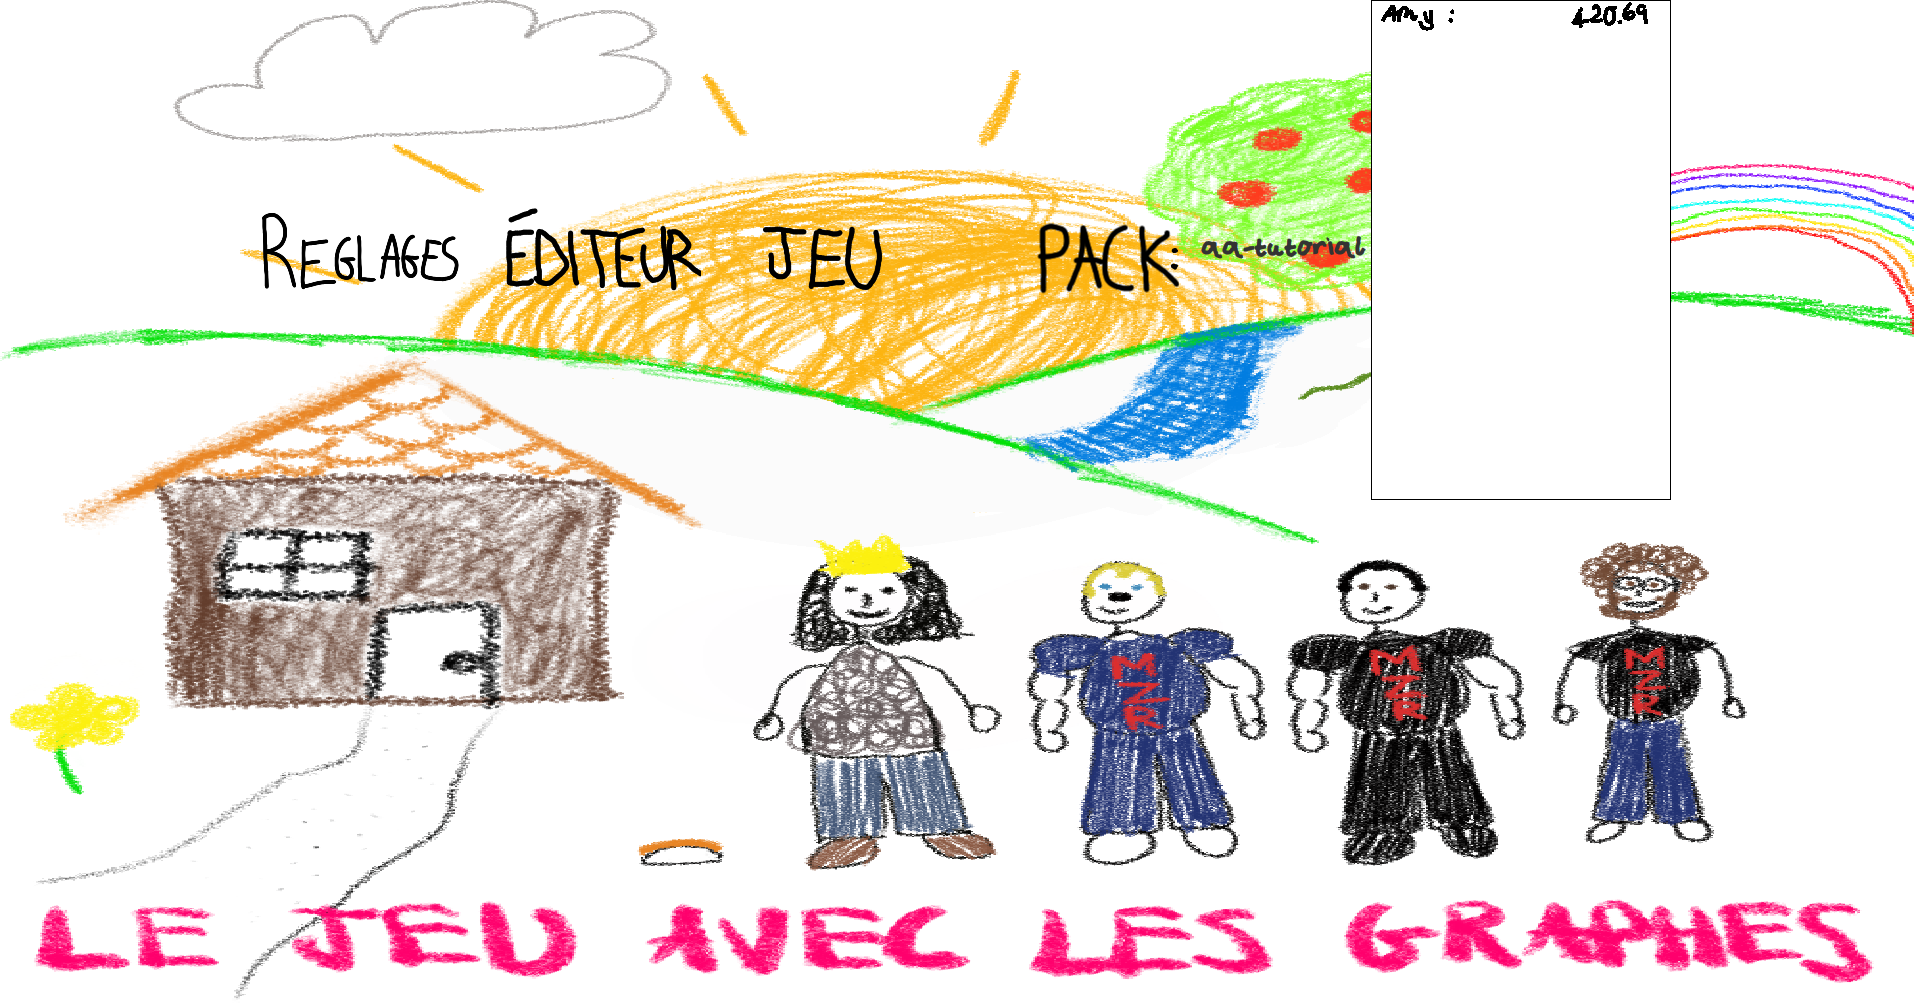 Amy : 420.69
REGLAGES ÉDITEUR JEU PACK: aa-tutorial
MZR MZR MZR
LE JEU AVEC LES GRAPHES